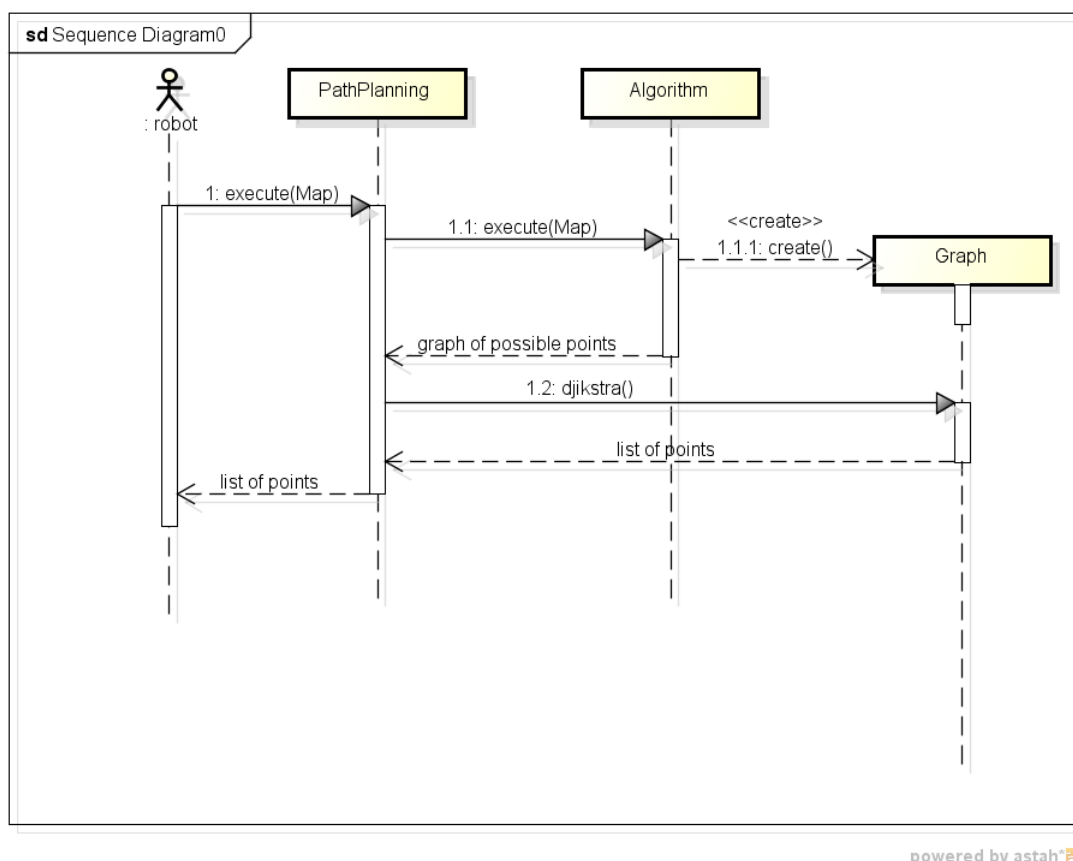 sd Sequence Diagram0
: robot
PathPlanning
Algorithm
1: execute(Map)
1.1: execute(Map)
<<create>>
1.1.1: create()
Graph
graph of possible points
1.2: djikstra()
list of points
list of points
powered by astah*